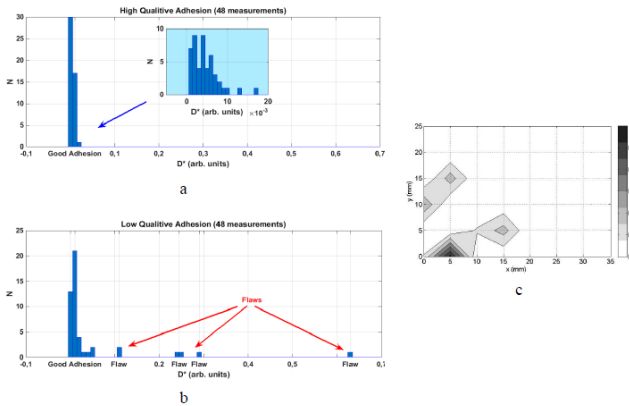 High Qualitive Adhesion (48 measurements)
30
25
20
15
10
5
0
N
-0,1 Good Adhesion 0,1 0,2 0,3 0,4 0,5 0,6 0,7
D* (arb. units)
10
5
0
N
0 10 20
D* (arb. units) ×10⁻³
a
Low Qualitive Adhesion (48 measurements)
25
20
15
10
5
0
N
Flaws
-0,1 Good Adhesion Flaw 0.2 Flaw Flaw 0,4 0,5 Flaw 0,7
D* (arb. units)
b
25
20
15
10
5
0
y (mm)
0 5 10 15 20 25 30 35
x (mm)
c